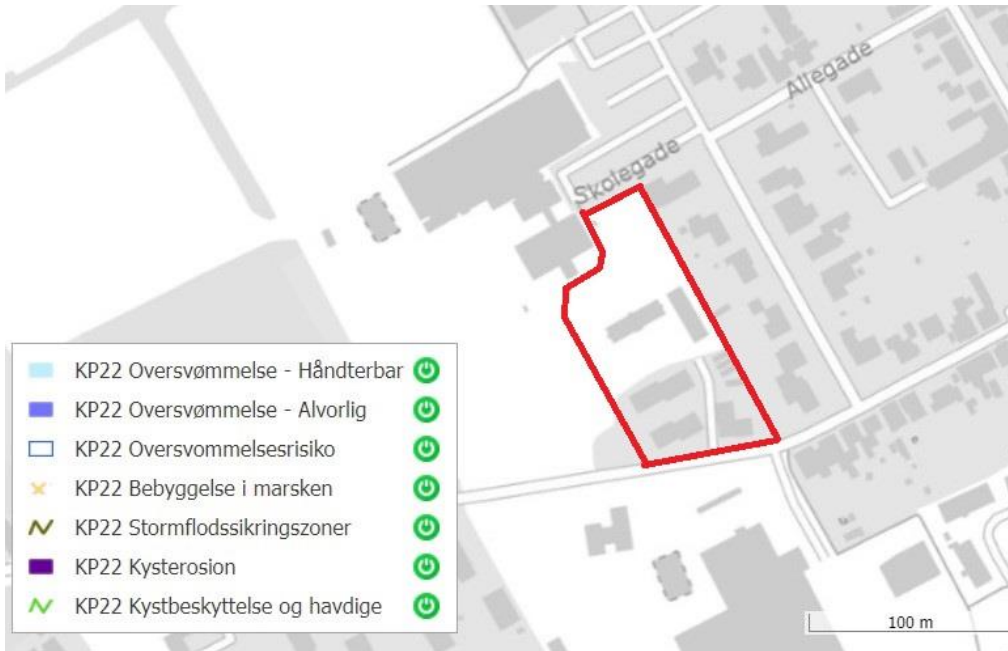 Allegade
Skolegade
KP22 Oversvømmelse - Håndterbar
KP22 Oversvømmelse - Alvorlig
KP22 Oversvommelsesrisiko
KP22 Bebyggelse i marsken
KP22 Stormflodssikringszoner
KP22 Kysterosion
KP22 Kystbeskyttelse og havdige
100 m